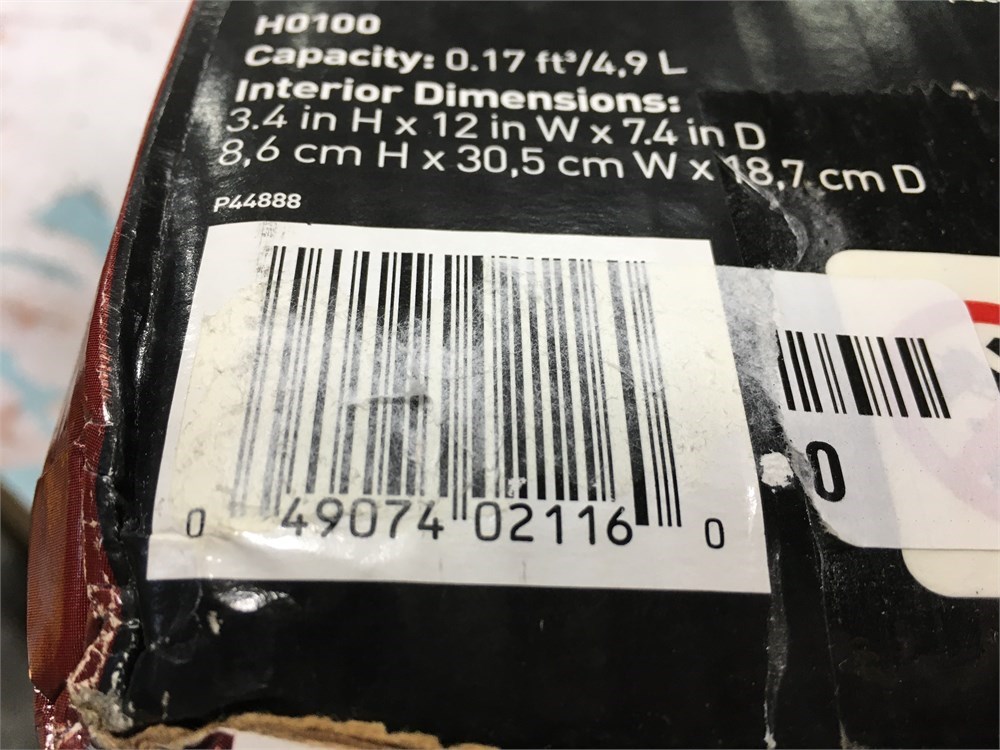 H0100
Capacity: 0.17 ft³/4,9 L
Interior Dimensions:
3.4 in H x 12 in W x 7.4 in D
8,6 cm H x 30,5 cm W x 18,7 cm D
P44888
0 49074 02116 0
0